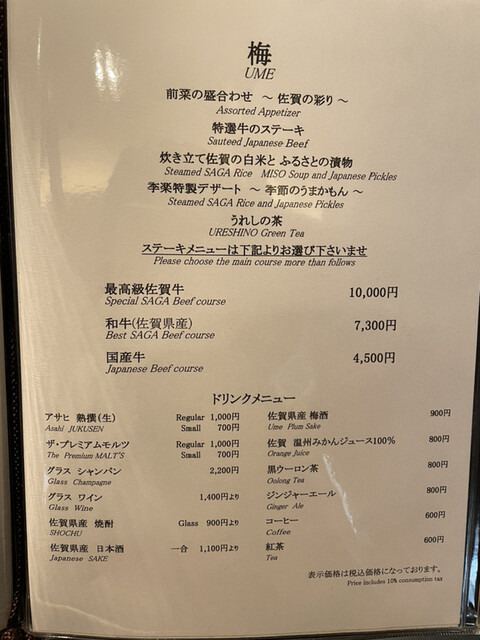 梅
UME
前菜の盛合わせ ～ 佐賀の彩り ～
Assorted Appetizer
特選牛のステーキ
Sauteed Japanese Beef
炊き立て佐賀の白米と ふるさとの漬物
Steamed SAGA Rice MISO Soup and Japanese Pickles
季楽特製デザート ～ 季節のうまかもん ～
Steamed SAGA Rice and Japanese Pickles
うれしの茶
URESHINO Green Tea
ステーキメニューは下記よりお選び下さいませ
Please choose the main course more than follows
最高級佐賀牛 10,000円
Special SAGA Beef course
和牛(佐賀県産) 7,300円
Best SAGA Beef course
国産牛 4,500円
Japanese Beef course
ドリンクメニュー
アサヒ 熟撰(生) Regular 1,000円
Asahi JUKUSEN Small 700円
ザ・プレミアムモルツ Regular 1,000円
The Premium MALT'S Small 700円
グラス シャンパン 2,200円
Glass Champagne
グラス ワイン 1,400円より
Glass Wine
佐賀県産 焼酎 Glass 900円より
SHOCHU
佐賀県産 日本酒 一合 1,100円より
Japanese SAKE
佐賀県産 梅酒 900円
Ume Plum Sake
佐賀 温州みかんジュース100% 800円
Orange Juice
黒ウーロン茶 800円
Oolong Tea
ジンジャーエール 800円
Ginger Ale
コーヒー 600円
Coffee
紅茶 600円
Tea
表示価格は税込価格になっております。
Price includes 10% consumption tax